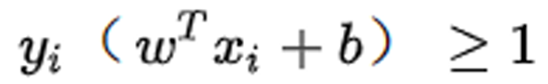 yᵢ（wᵀxᵢ + b） ≥ 1